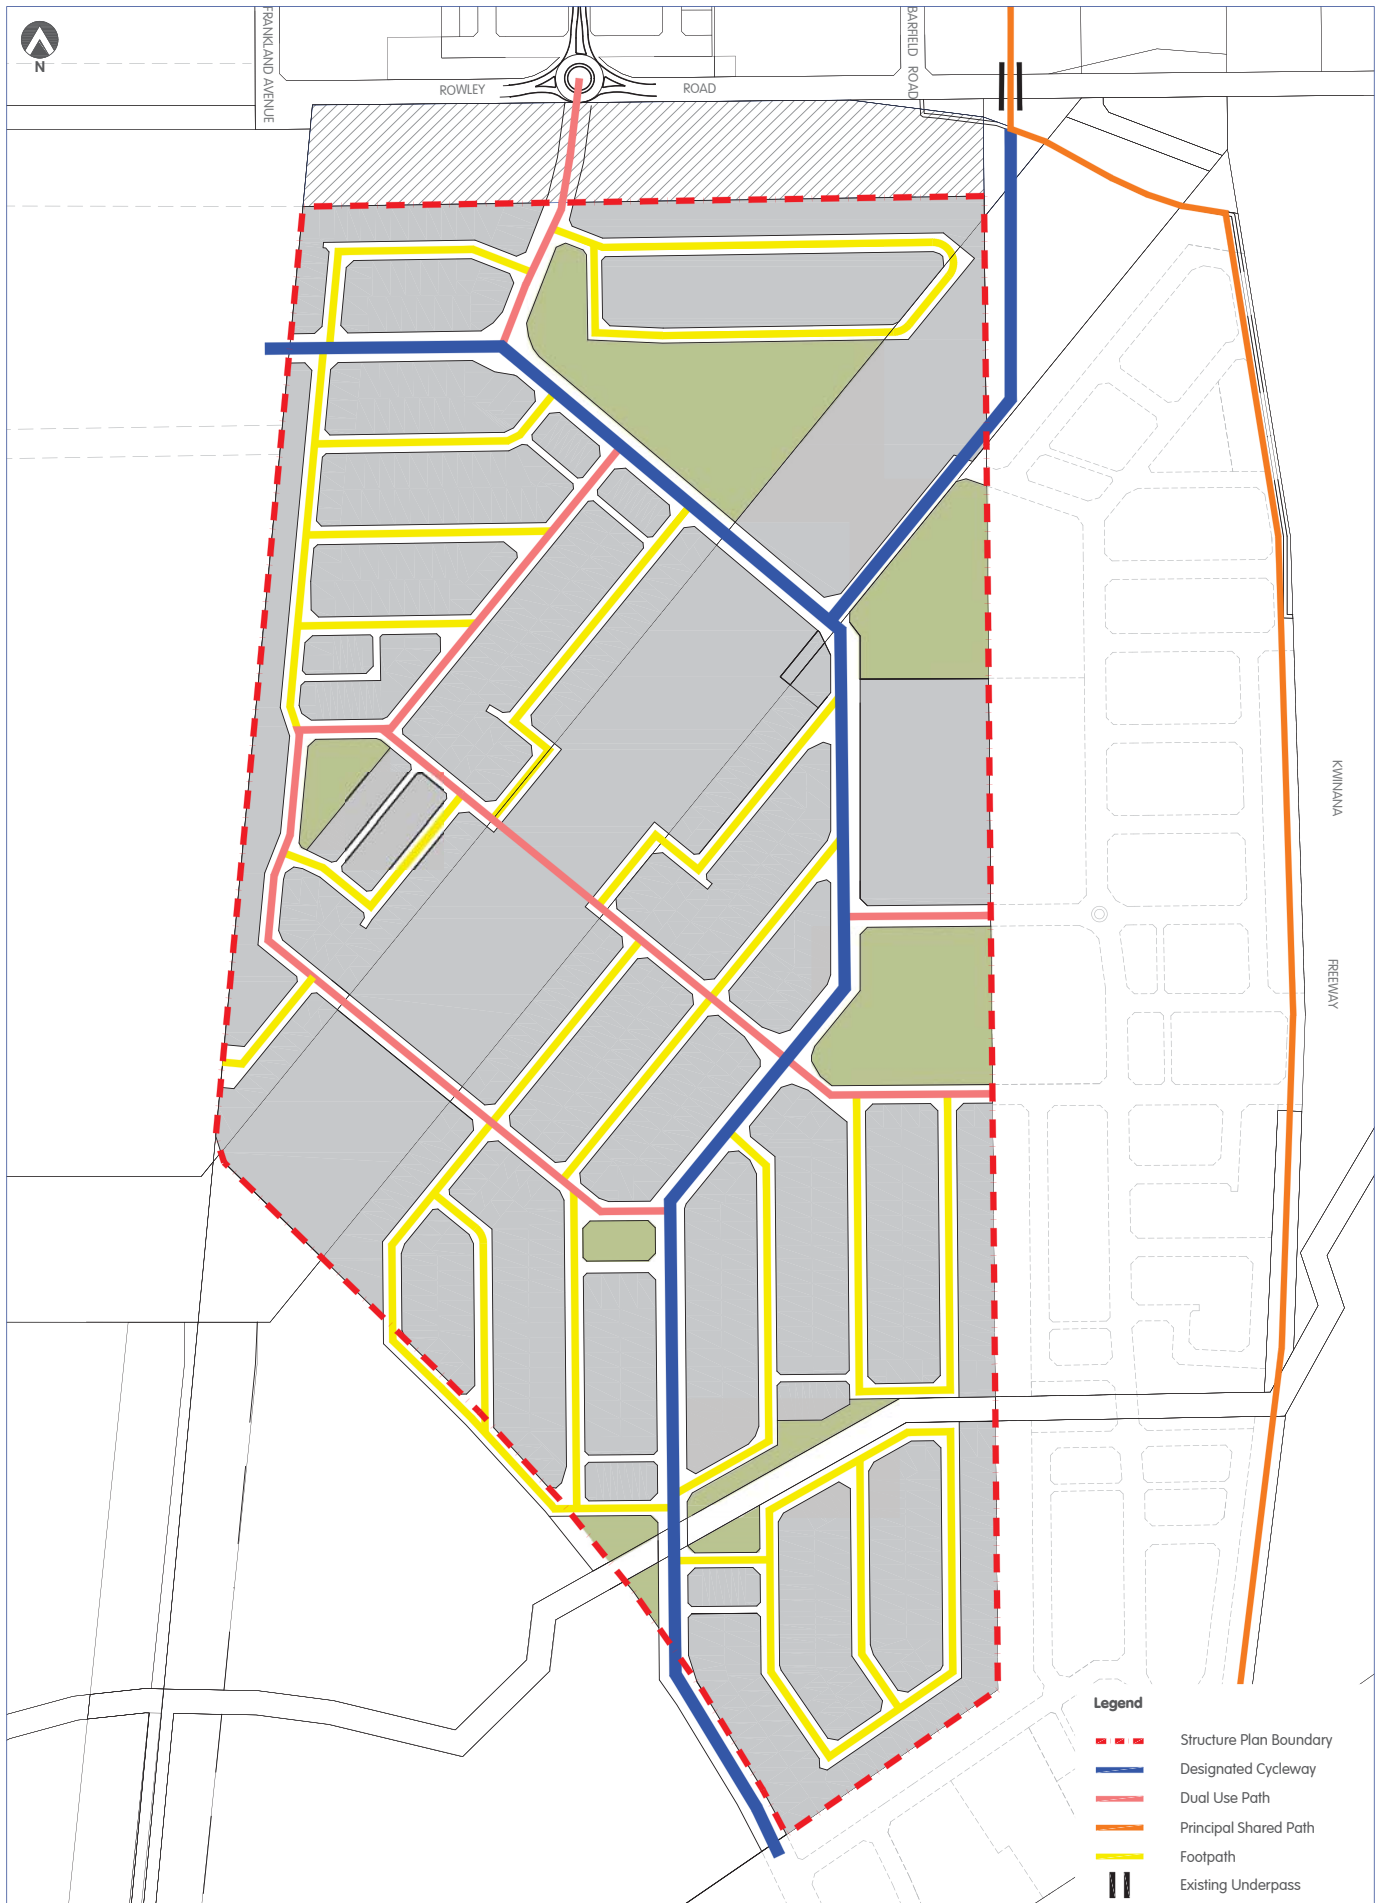 N
FRANKLAND AVENUE
ROWLEY ROAD
BARFIELD ROAD
KWINANA
FREEWAY
Legend
Structure Plan Boundary
Designated Cycleway
Dual Use Path
Principal Shared Path
Footpath
Existing Underpass